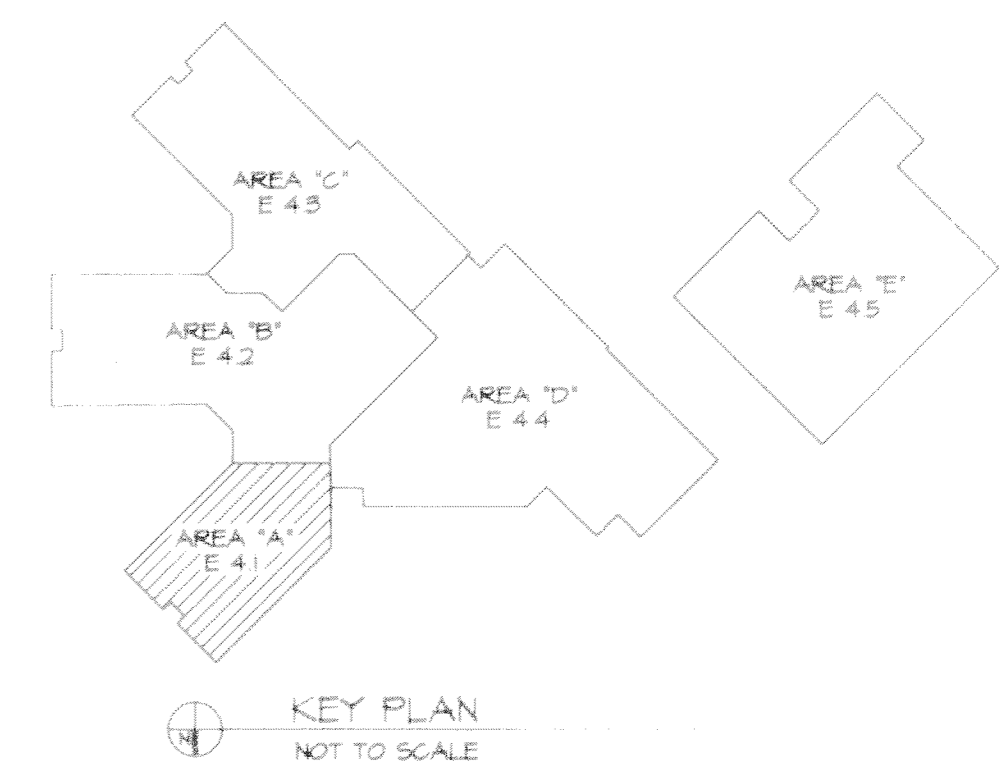 AREA "C"
E 4.3
AREA "E"
E 4.5
AREA "B"
E 4.2
AREA "D"
E 4.4
AREA "A"
E 4.1
KEY PLAN
N
NOT TO SCALE